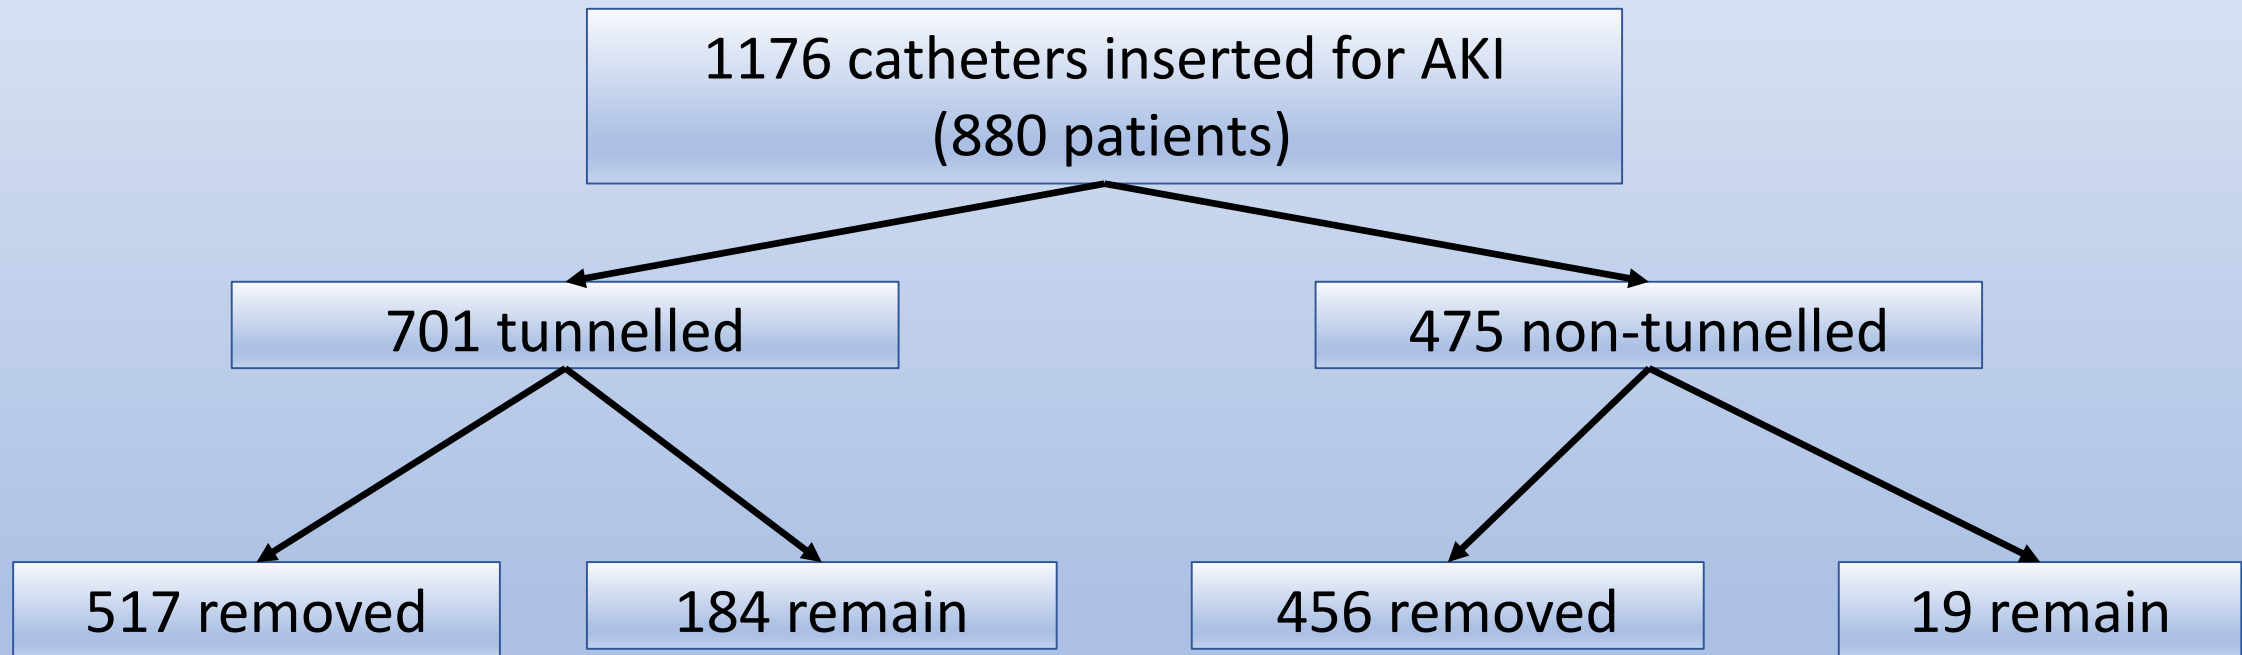 1176 catheters inserted for AKI
(880 patients)
701 tunnelled
475 non-tunnelled
517 removed
184 remain
456 removed
19 remain